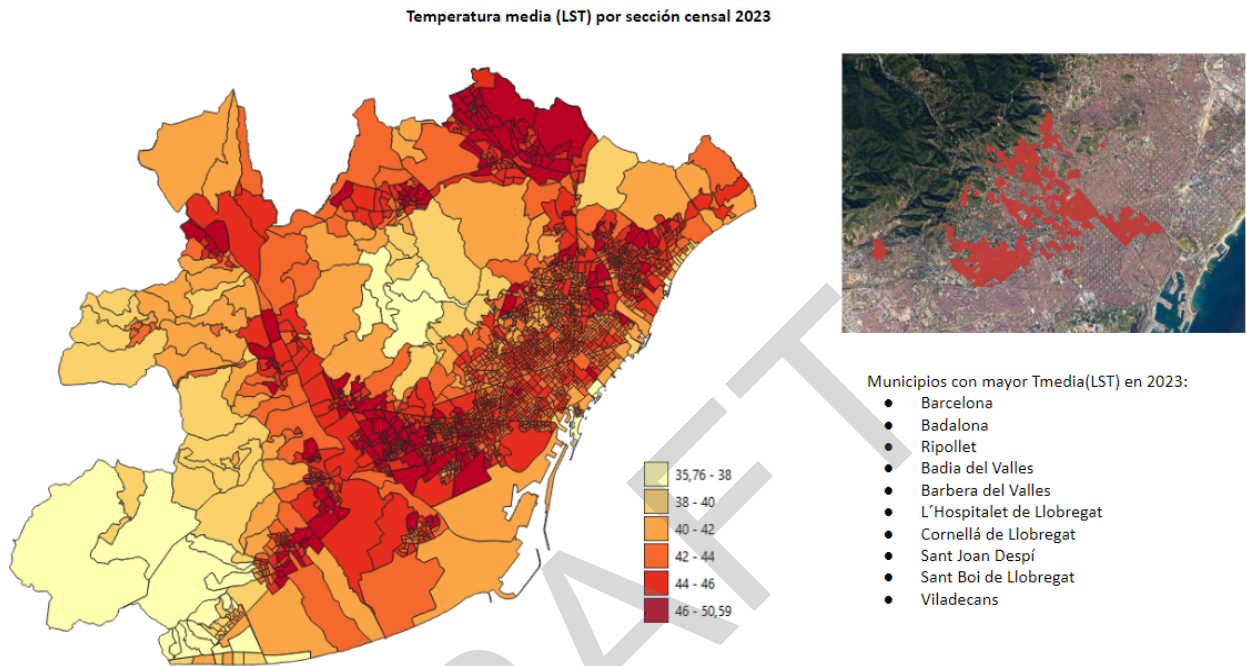 Temperatura media (LST) por sección censal 2023
35,76 - 38
38 - 40
40 - 42
42 - 44
44 - 46
46 - 50,59
Municipios con mayor Tmedia(LST) en 2023:
● Barcelona
● Badalona
● Ripollet
● Badia del Valles
● Barbera del Valles
● L´Hospitalet de Llobregat
● Cornellá de Llobregat
● Sant Joan Despí
● Sant Boi de Llobregat
● Viladecans
DRAFT